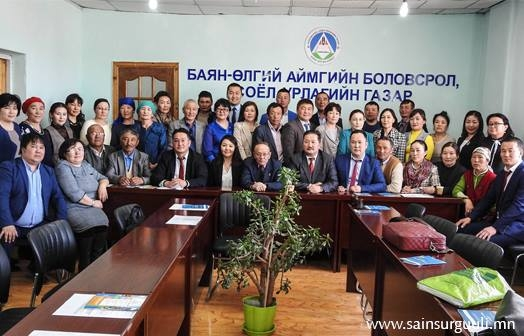 БАЯН-ӨЛГИЙ АЙМГИЙН БОЛОВСРОЛ,
СОЁЛ УРЛАГИЙН ГАЗАР
www.sainsurguuli.mn